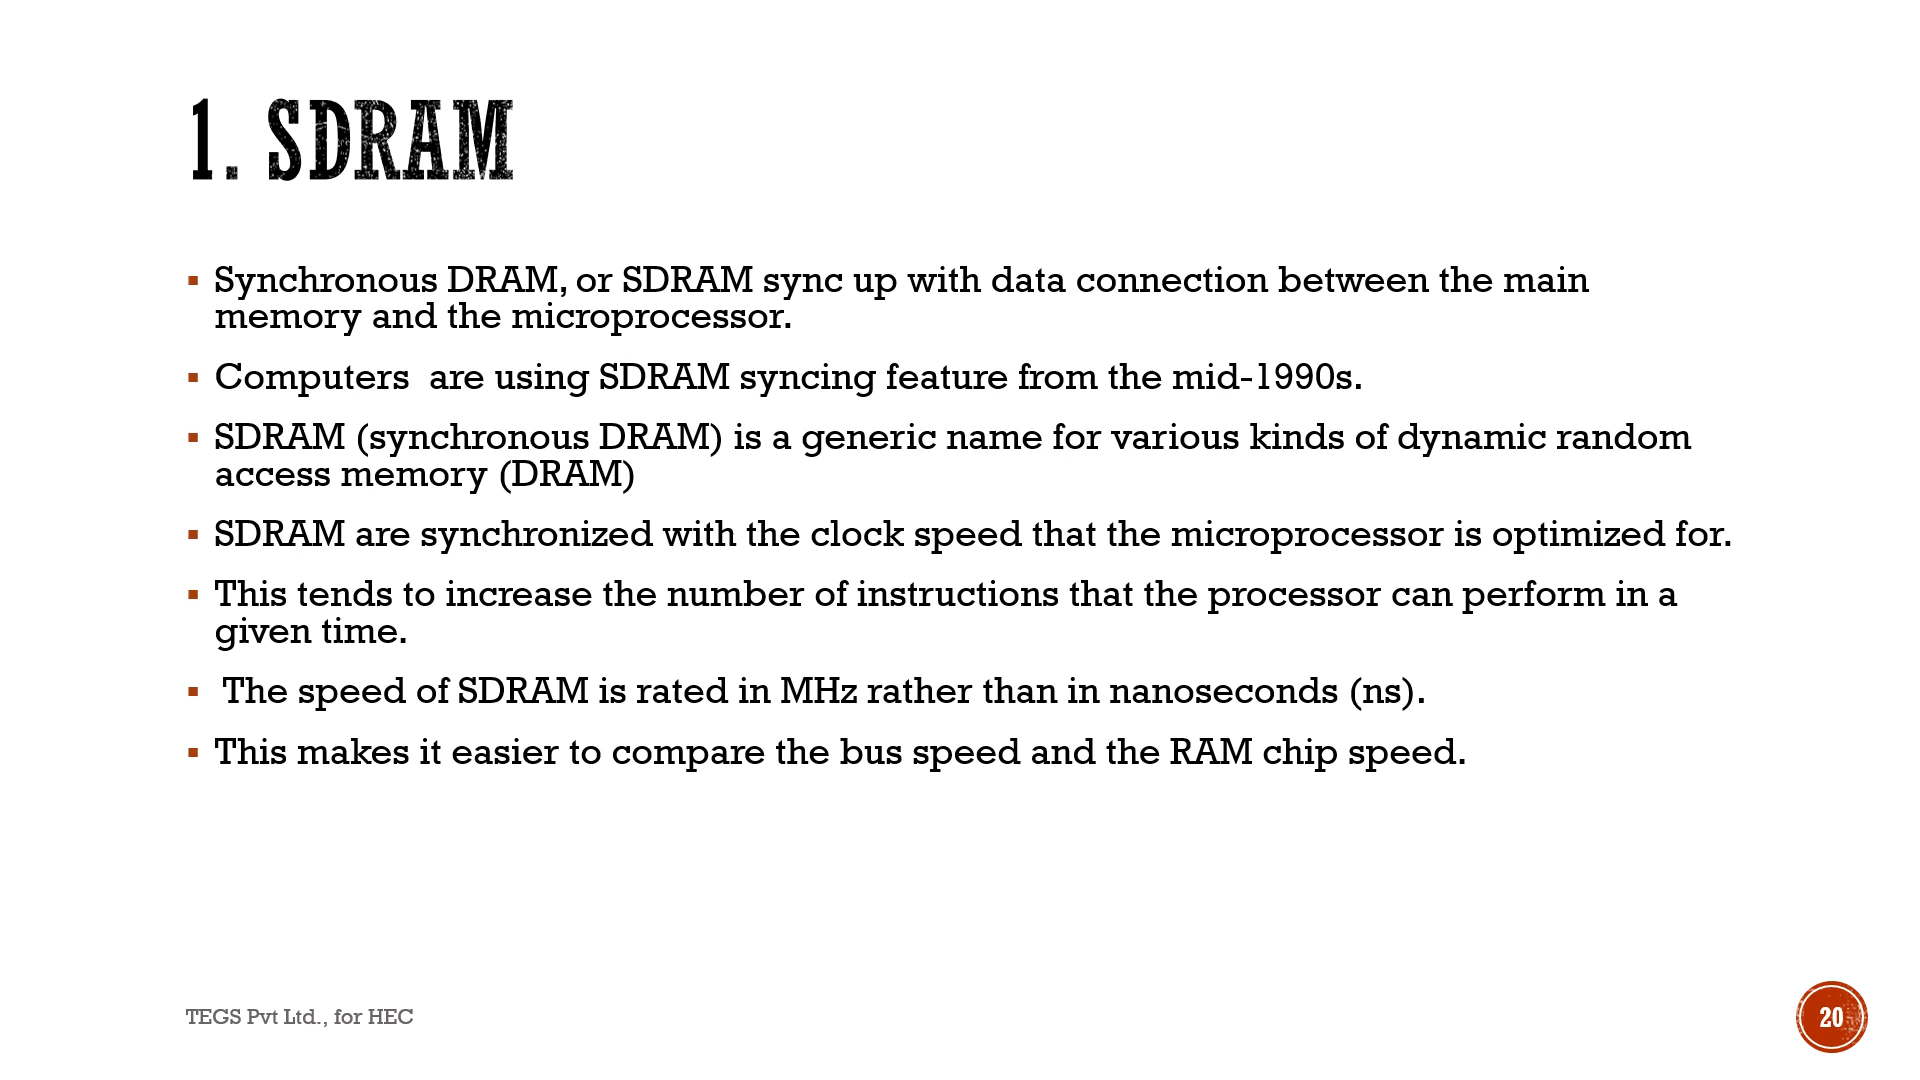 1. SDRAM
▪ Synchronous DRAM, or SDRAM sync up with data connection between the main
memory and the microprocessor.
▪ Computers  are using SDRAM syncing feature from the mid-1990s.
▪ SDRAM (synchronous DRAM) is a generic name for various kinds of dynamic random
access memory (DRAM)
▪ SDRAM are synchronized with the clock speed that the microprocessor is optimized for.
▪ This tends to increase the number of instructions that the processor can perform in a
given time.
▪ The speed of SDRAM is rated in MHz rather than in nanoseconds (ns).
▪ This makes it easier to compare the bus speed and the RAM chip speed.
TEGS Pvt Ltd., for HEC
20